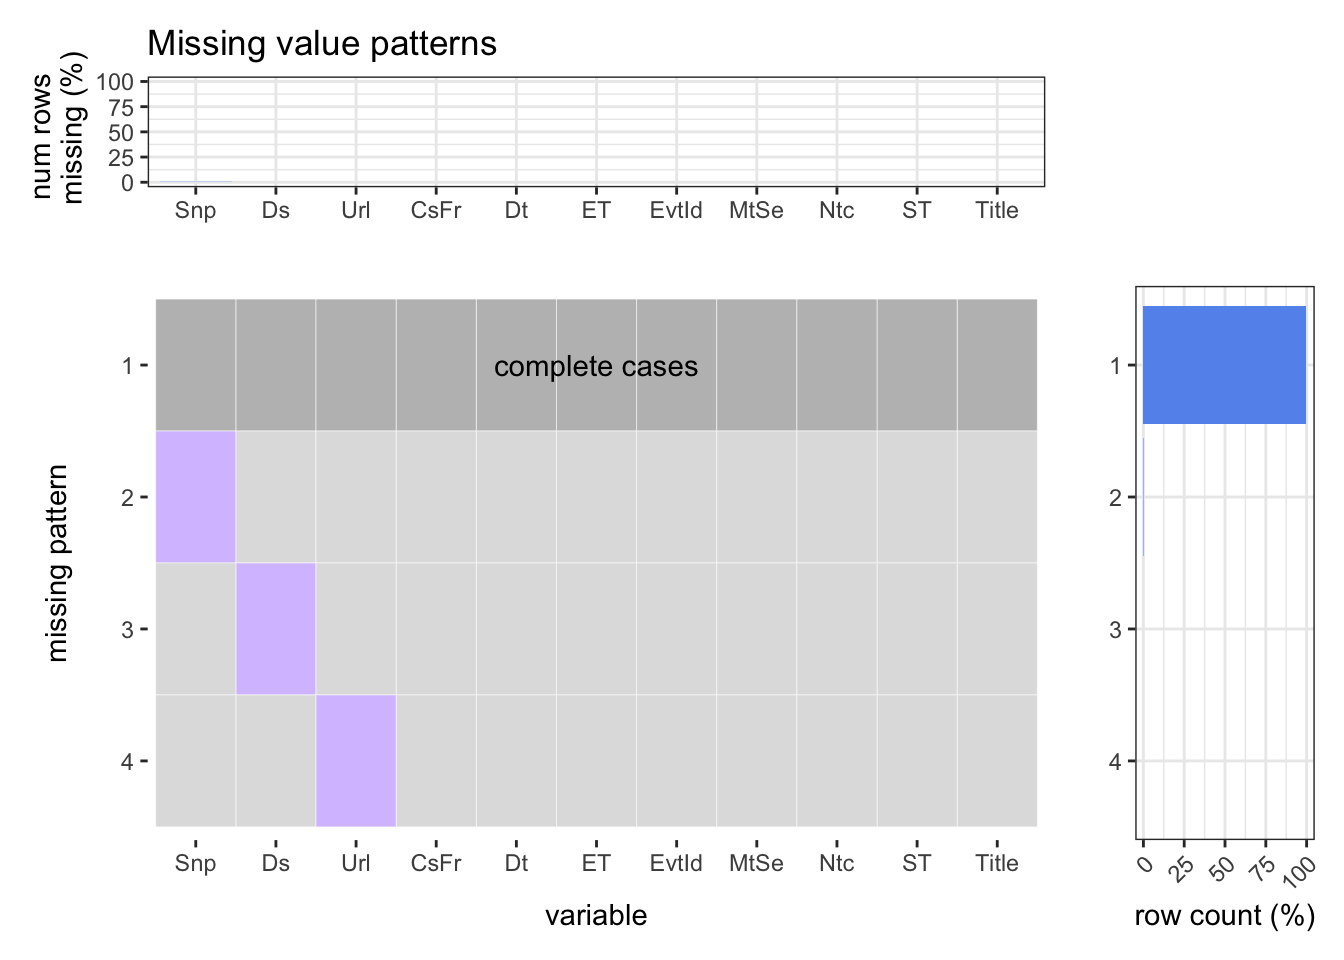 Missing value patterns
num rows
missing (%)
100
75
50
25
0
Snp Ds Url CsFr Dt ET EvtId MtSe Ntc ST Title
missing pattern
1
complete cases
2
3
4
Snp Ds Url CsFr Dt ET EvtId MtSe Ntc ST Title
variable
1
2
3
4
0 25 50 75 100
row count (%)